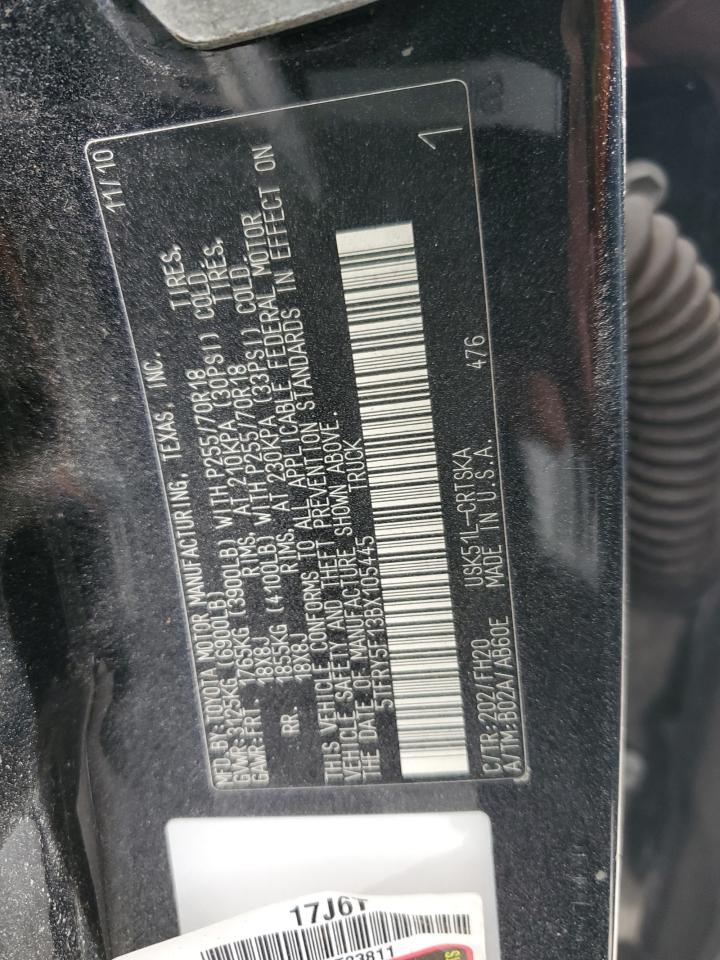 MFD. BY: TOYOTA MOTOR MANUFACTURING, TEXAS, INC. 11/10
GVWR: 3125KG (6900LB)
GAWR: FRT. 1765KG (3900LB) WITH P255/70R18 TIRES,
18X8J RIMS, AT 210KPA (30PSI) COLD.
RR. 1855KG (4100LB) WITH P255/70R18 TIRES,
18X8J RIMS, AT 230KPA (33PSI) COLD.
THIS VEHICLE CONFORMS TO ALL APPLICABLE FEDERAL MOTOR
VEHICLE SAFETY AND THEFT PREVENTION STANDARDS IN EFFECT ON
THE DATE OF MANUFACTURE SHOWN ABOVE.
5TFRY5F13BX105445 TRUCK
1
C/TR: 202/FH20 USK51L-CRTSKA 476
A/TM: B02A/AB60E MADE IN U.S.A.
17J6T